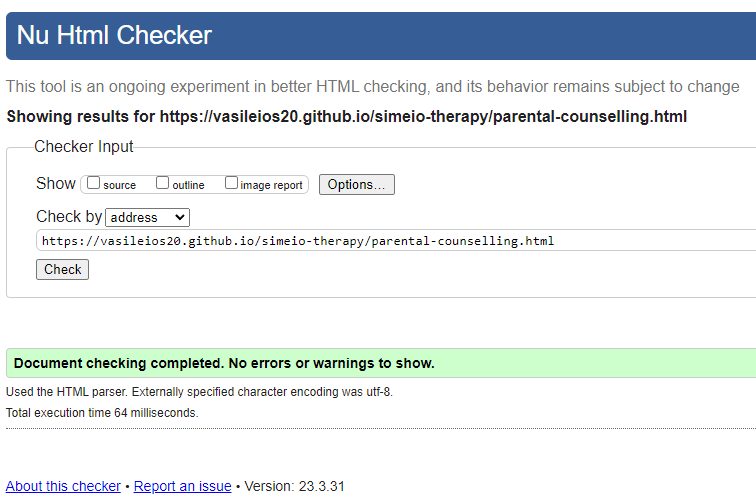 Nu Html Checker
This tool is an ongoing experiment in better HTML checking, and its behavior remains subject to change
Showing results for https://vasileios20.github.io/simeio-therapy/parental-counselling.html
Checker Input
Show source outline image report Options...
Check by address
https://vasileios20.github.io/simeio-therapy/parental-counselling.html
Check
Document checking completed. No errors or warnings to show.
Used the HTML parser. Externally specified character encoding was utf-8.
Total execution time 64 milliseconds.
About this checker • Report an issue • Version: 23.3.31